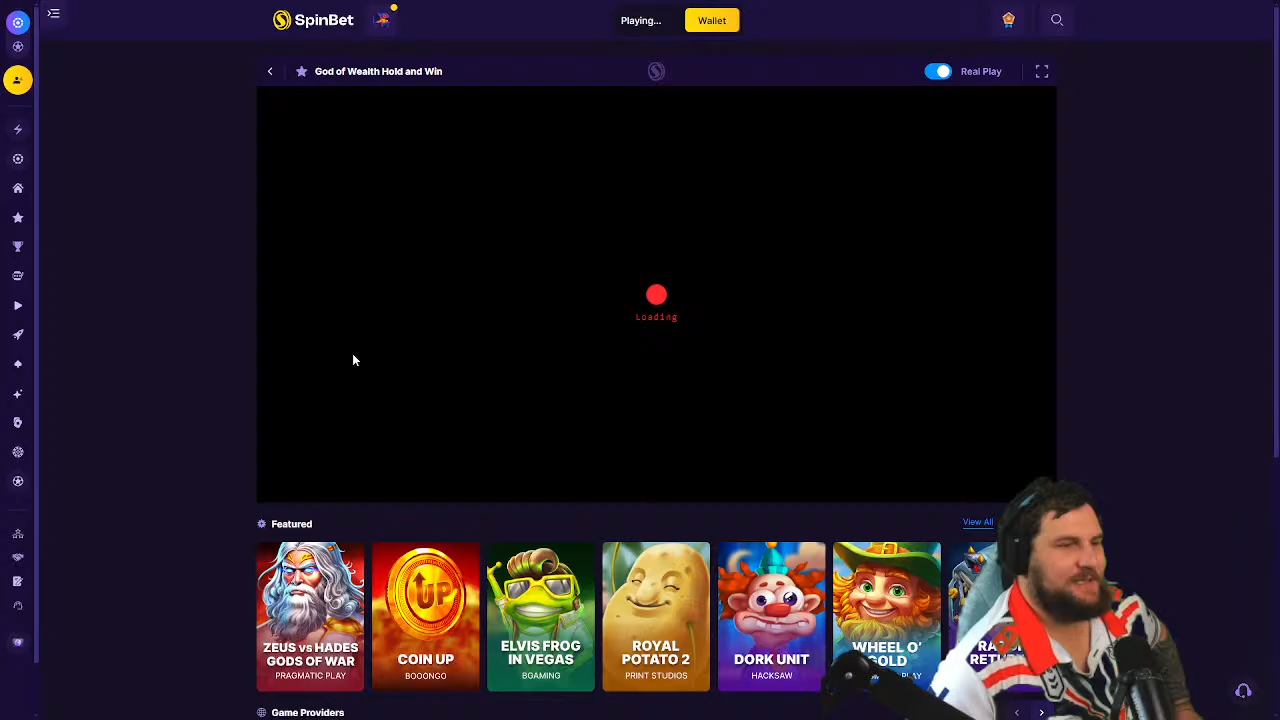 SpinBet
Playing...
Wallet
God of Wealth Hold and Win
Real Play
Loading
Featured
View All
ZEUS vs HADES
GODS OF WAR
PRAGMATIC PLAY
UP
COIN UP
BOOONGO
ELVIS FROG
IN VEGAS
BGAMING
ROYAL
POTATO 2
PRINT STUDIOS
DORK UNIT
HACKSAW
WHEEL O'
GOLD
PLAY
Game Providers